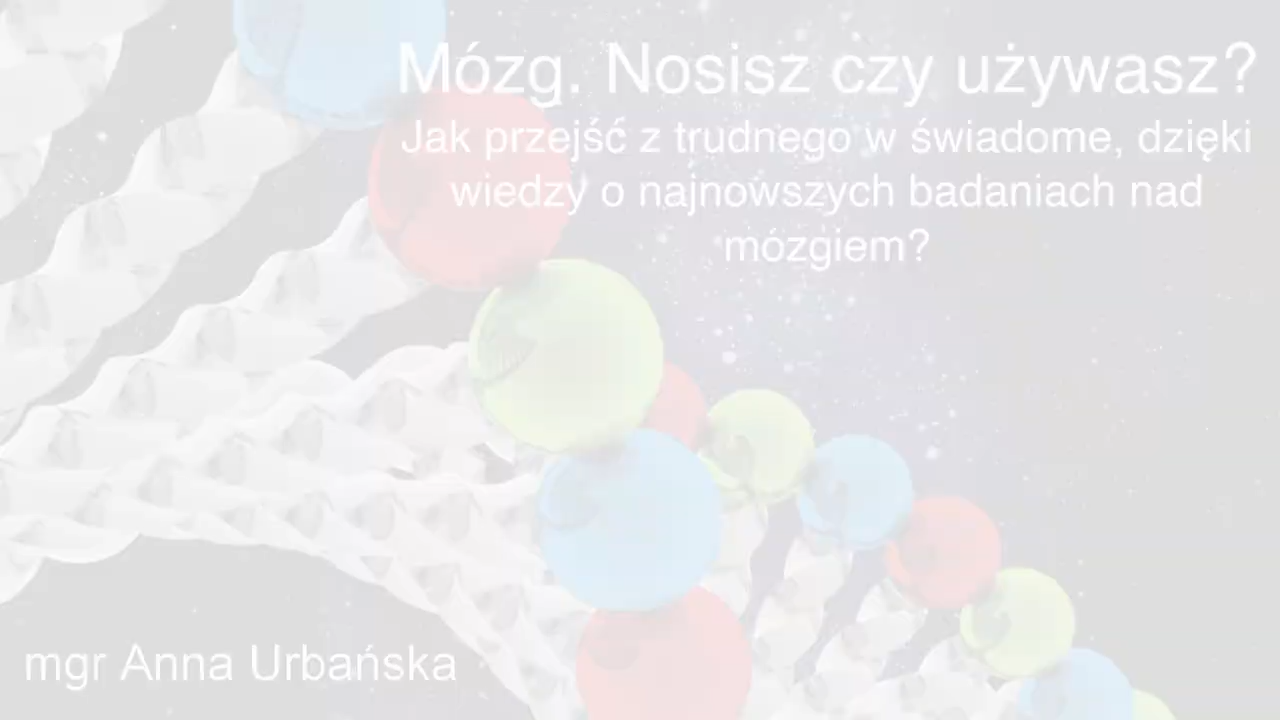 Mózg. Nosisz czy używasz?
Jak przejść z trudnego w świadome, dzięki
wiedzy o najnowszych badaniach nad
mózgiem?
mgr Anna Urbańska